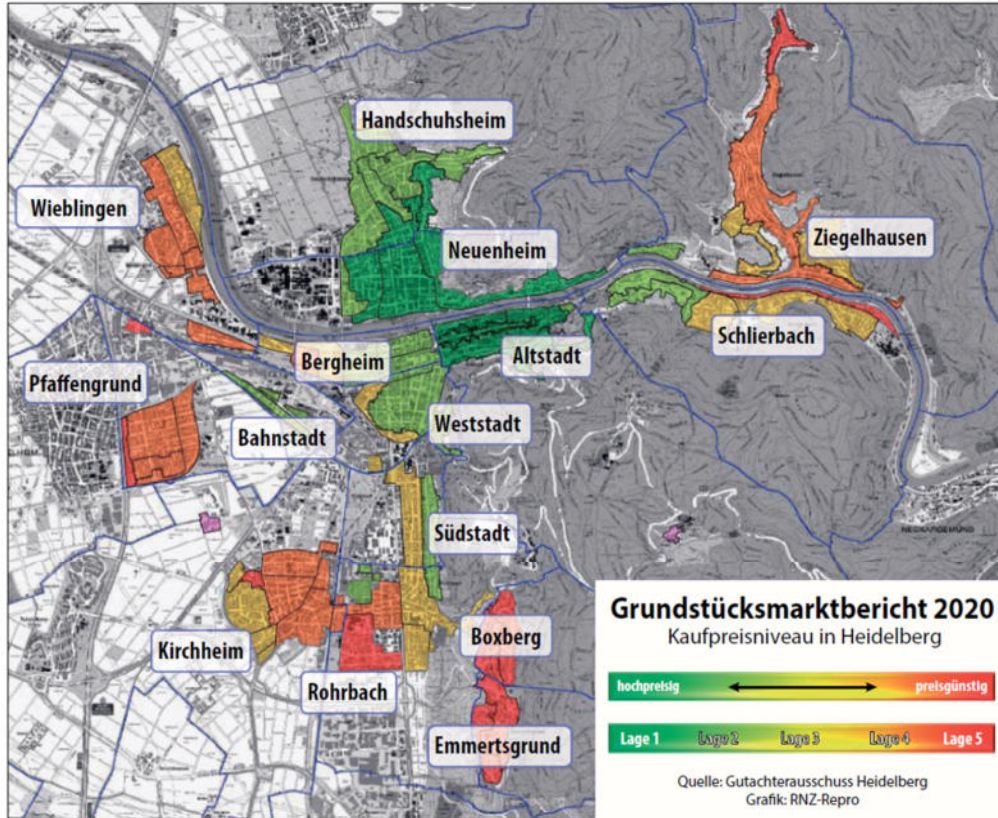 Handschuhsheim
Wieblingen
Neuenheim
Ziegelhausen
Bergheim
Altstadt
Schlierbach
Pfaffengrund
Bahnstadt
Weststadt
Südstadt
Kirchheim
Boxberg
Rohrbach
Emmertsgrund
Grundstücksmarktbericht 2020
Kaufpreisniveau in Heidelberg
hochpreisig preisgünstig
Lage 1 Lage 2 Lage 3 Lage 4 Lage 5
Quelle: Gutachterausschuss Heidelberg
Grafik: RNZ-Repro